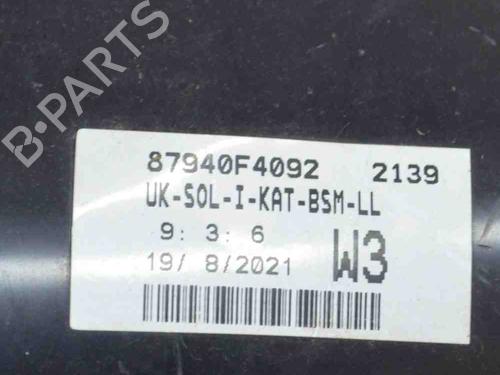 B-PARTS
87940F4092 2139
UK-SOL-I-KAT-BSM-LL
9: 3: 6
19/ 8/2021 W3